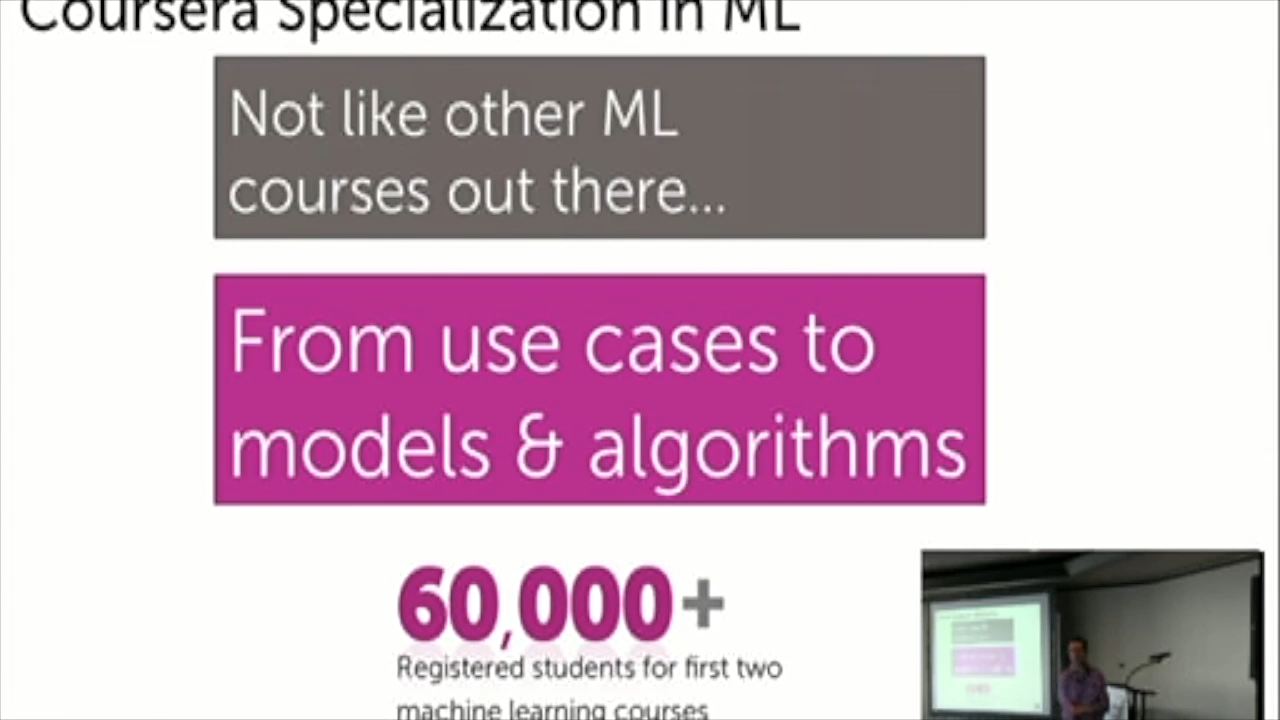 Coursera Specialization in ML
Not like other ML
courses out there...
From use cases to
models & algorithms
60,000+
Registered students for first two
machine learning courses